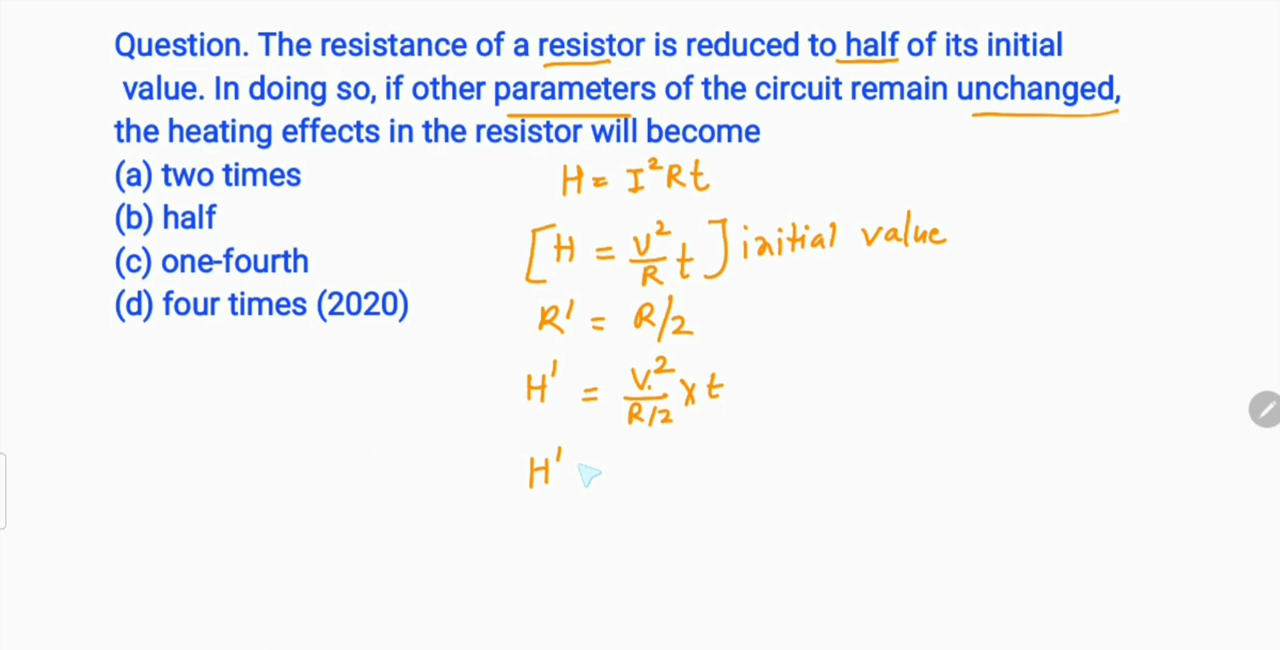 Question. The resistance of a resistor is reduced to half of its initial
value. In doing so, if other parameters of the circuit remain unchanged,
the heating effects in the resistor will become
(a) two times
(b) half
(c) one-fourth
(d) four times (2020)
H = I²Rt
[H = V²/R t] initial value
R' = R/2
H' = V²/R/2 × t
H'